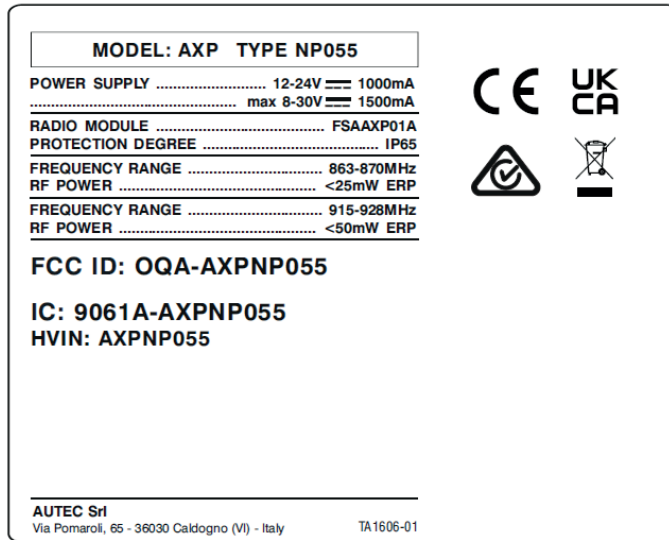 MODEL: AXP TYPE NP055
POWER SUPPLY .......................... 12-24V 1000mA
................................................ max 8-30V 1500mA
RADIO MODULE ........................................ FSAAXP01A
PROTECTION DEGREE .......................................... IP65
FREQUENCY RANGE ................................ 863-870MHz
RF POWER ............................................... <25mW ERP
FREQUENCY RANGE ................................ 915-928MHz
RF POWER ............................................... <50mW ERP
FCC ID: OQA-AXPNP055
IC: 9061A-AXPNP055
HVIN: AXPNP055
CE
UK
CA
AUTEC Srl
Via Pomaroli, 65 - 36030 Caldogno (VI) - Italy TA1606-01